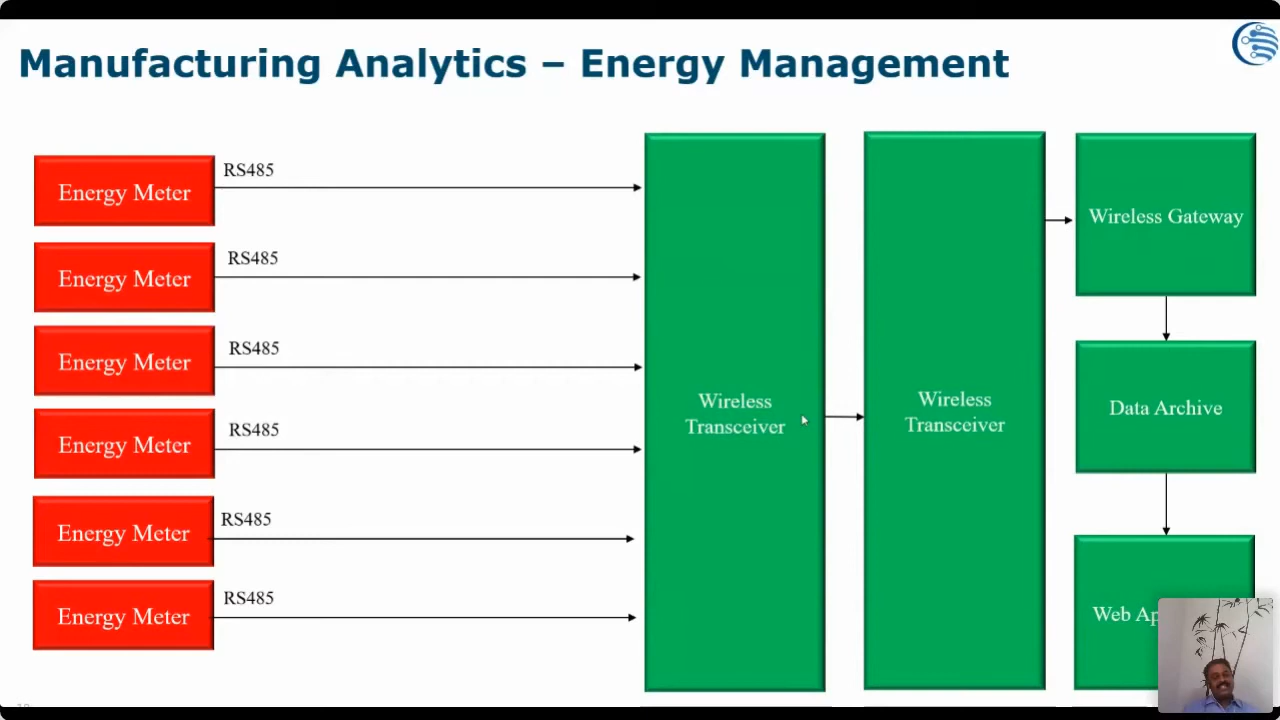 Manufacturing Analytics – Energy Management
Energy Meter
RS485
Energy Meter
RS485
Energy Meter
RS485
Energy Meter
RS485
Energy Meter
RS485
Energy Meter
RS485
Wireless
Transceiver
Wireless
Transceiver
Wireless Gateway
Data Archive
Web